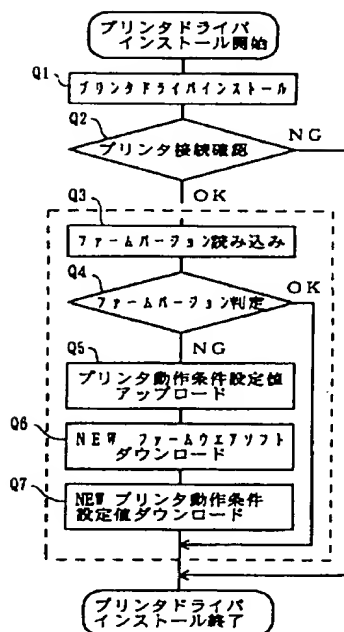 プリンタドライバ
インストール開始
Q1
プリンタドライバインストール
Q2
プリンタ接続確認
NG
OK
Q3
ファームバージョン読み込み
Q4
ファームバージョン判定
OK
NG
Q5
プリンタ動作条件設定値
アップロード
Q6
NEW ファームウエアソフト
ダウンロード
Q7
NEWプリンタ動作条件
設定値ダウンロード
プリンタドライバ
インストール終了